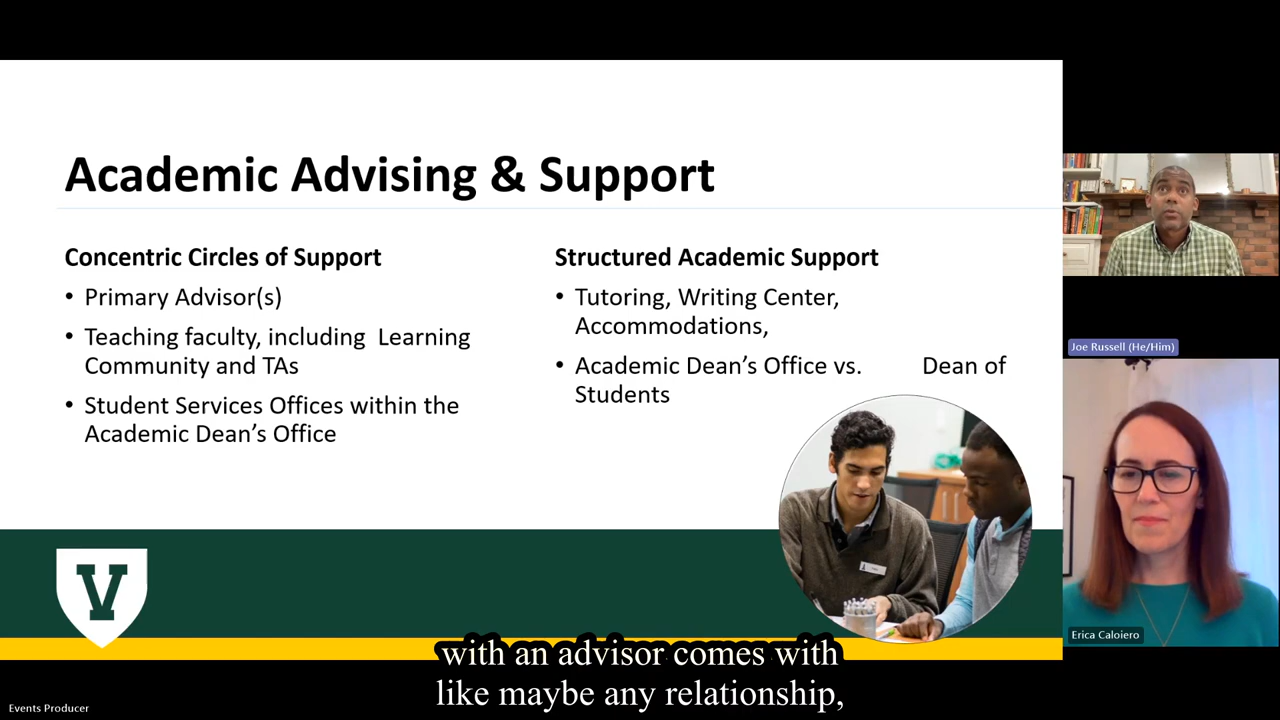 Academic Advising & Support
Concentric Circles of Support
• Primary Advisor(s)
• Teaching faculty, including Learning
Community and TAs
• Student Services Offices within the
Academic Dean's Office
Structured Academic Support
• Tutoring, Writing Center,
Accommodations,
• Academic Dean's Office vs. Dean of
Students
V
Joe Russell (He/Him)
Erica Caloiero
with an advisor comes with
like maybe any relationship,
Events Producer